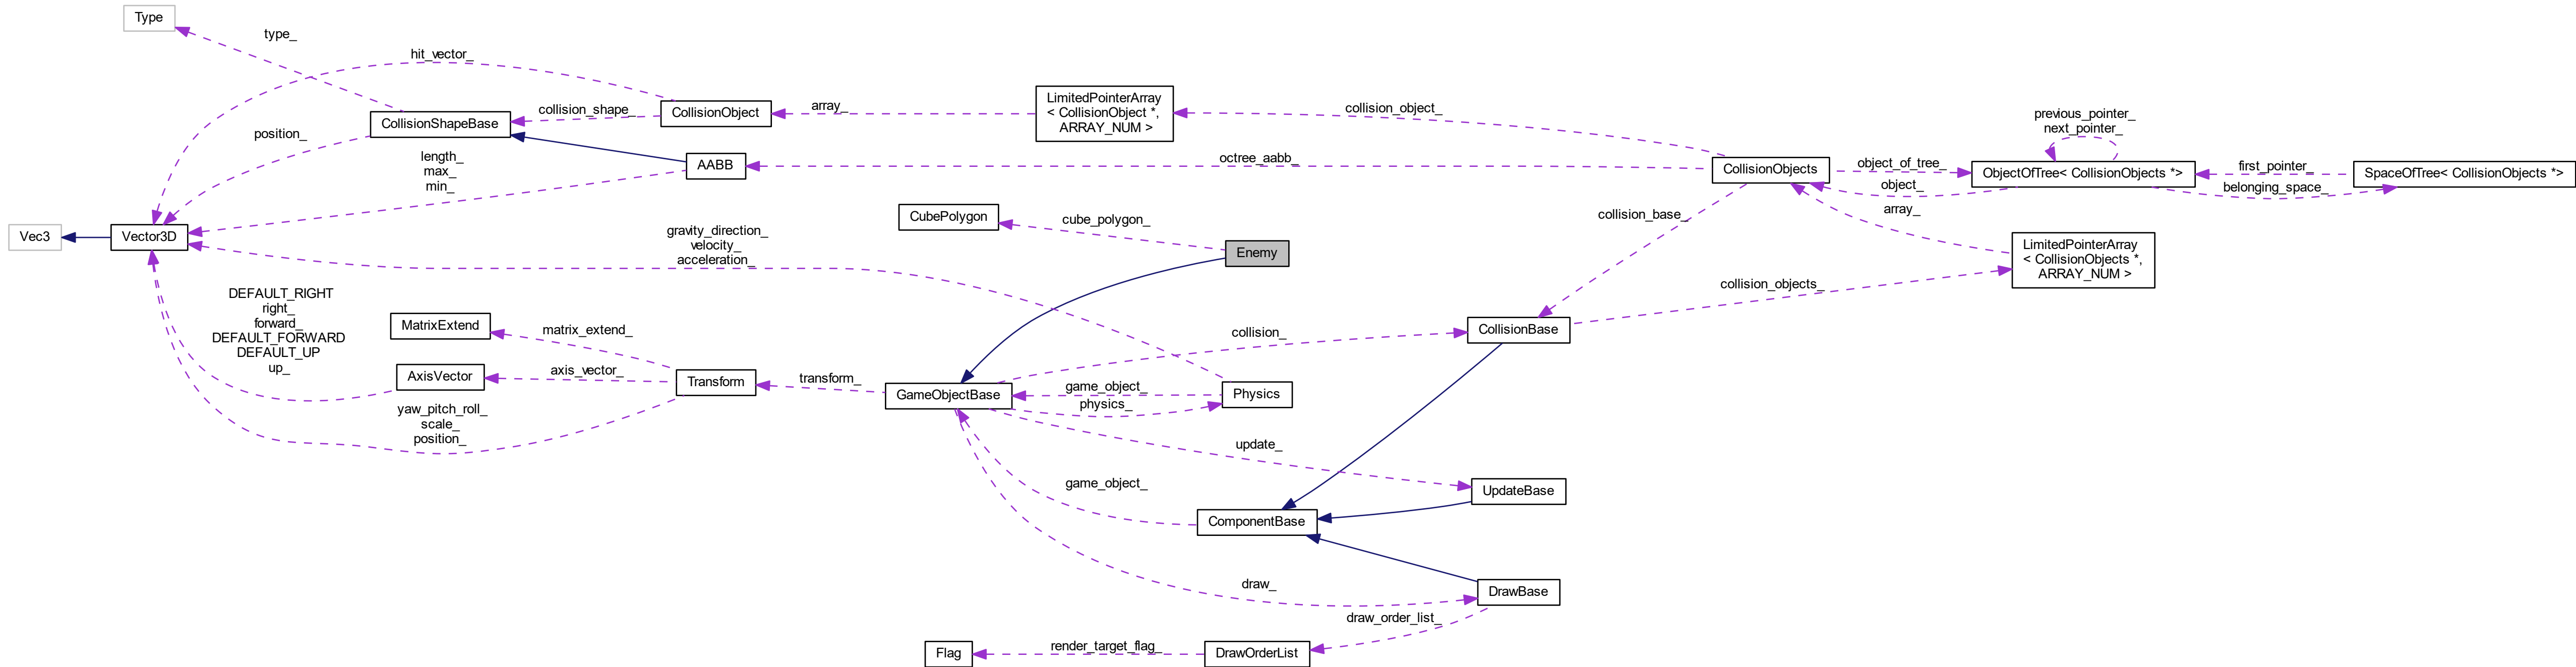 Type
type_
hit_vector_
CollisionShapeBase
collision_shape_
CollisionObject
array_
LimitedPointerArray
< CollisionObject *,
ARRAY_NUM >
collision_object_
previous_pointer_
next_pointer_
position_
length_
max_
min_
AABB
octree_aabb_
CollisionObjects
object_of_tree_
object_
ObjectOfTree< CollisionObjects *>
first_pointer_
belonging_space_
SpaceOfTree< CollisionObjects *>
Vec3
Vector3D
gravity_direction_
velocity_
acceleration_
CubePolygon
cube_polygon_
Enemy
collision_base_
array_
LimitedPointerArray
< CollisionObjects *,
ARRAY_NUM >
collision_objects_
DEFAULT_RIGHT
right_
forward_
DEFAULT_FORWARD
DEFAULT_UP
up_
MatrixExtend
matrix_extend_
AxisVector
axis_vector_
Transform
transform_
GameObjectBase
collision_
CollisionBase
game_object_
physics_
Physics
yaw_pitch_roll_
scale_
position_
update_
UpdateBase
game_object_
ComponentBase
draw_
DrawBase
draw_order_list_
Flag
render_target_flag_
DrawOrderList